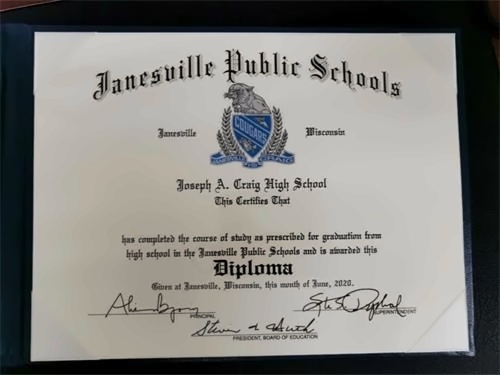 Janesville Public Schools
COUGARS
Janesville Wisconsin
JANESVILLE CRAIG
Joseph A. Craig High School
This Certifies That
has completed the course of study as prescribed for graduation from
high school in the Janesville Public Schools and is awarded this
Diploma
Given at Janesville, Wisconsin, this month of June, 2020.
PRINCIPAL SUPERINTENDENT
PRESIDENT, BOARD OF EDUCATION